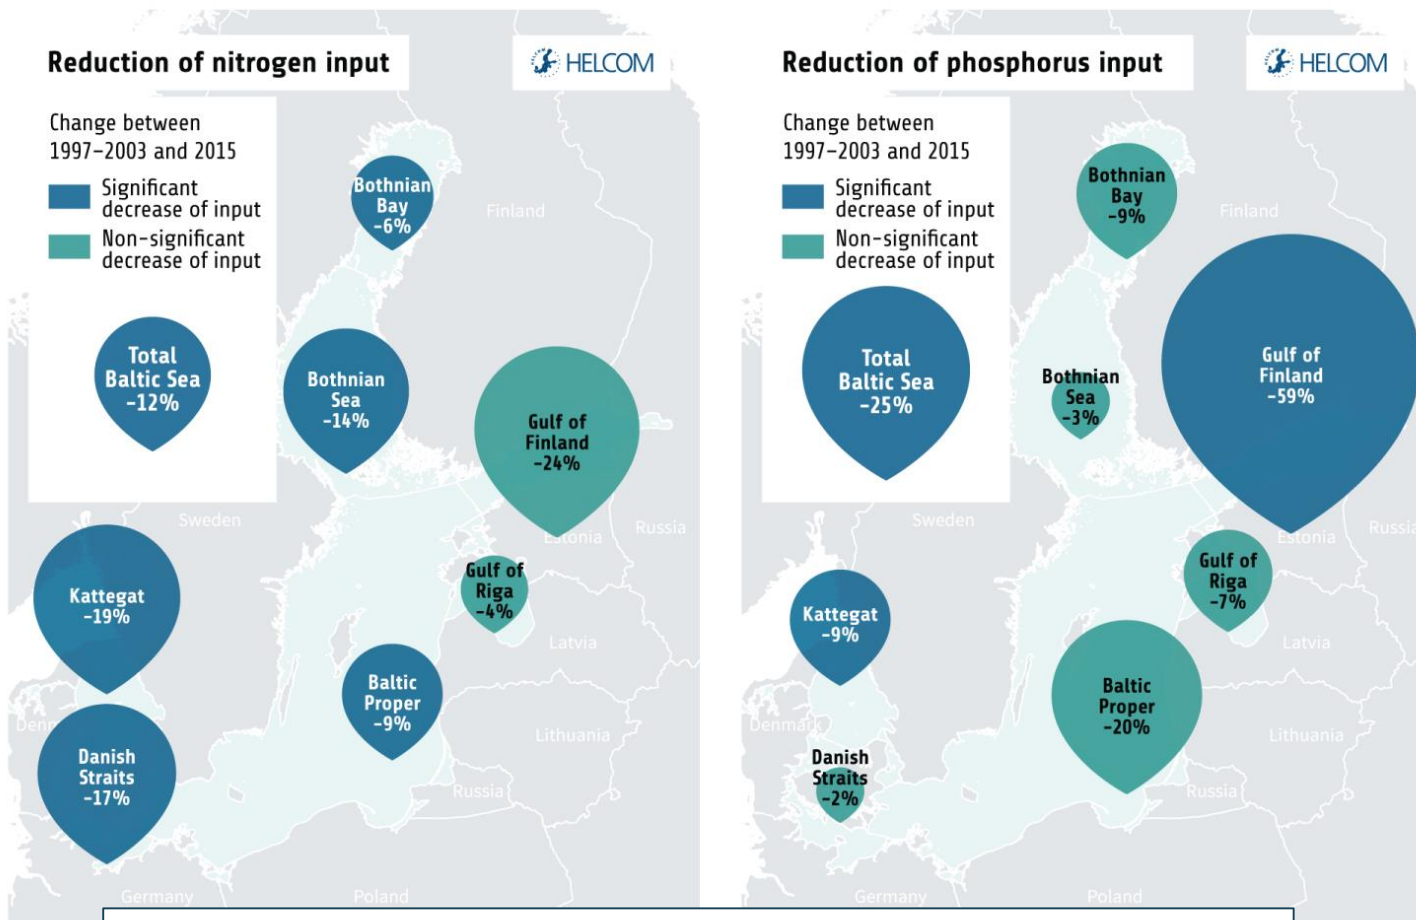 Reduction of nitrogen input
HELCOM
Change between
1997–2003 and 2015
Significant
decrease of input
Non-significant
decrease of input
Total
Baltic Sea
-12%
Bothnian
Bay
-6%
Finland
Bothnian
Sea
-14%
Gulf of
Finland
-24%
Sweden
Estonia
Russia
Kattegat
-19%
Gulf of
Riga
-4%
Latvia
Baltic
Proper
-9%
Danish
Straits
-17%
Lithuania
Russia
Germany
Poland
Reduction of phosphorus input
HELCOM
Change between
1997–2003 and 2015
Significant
decrease of input
Non-significant
decrease of input
Total
Baltic Sea
-25%
Bothnian
Bay
-9%
Finland
Gulf of
Finland
-59%
Bothnian
Sea
-3%
Sweden
Estonia
Russia
Gulf of
Riga
-7%
Kattegat
-9%
Latvia
Baltic
Proper
-20%
Denmark
Lithuania
Danish
Straits
-2%
Russia
Germany
Poland